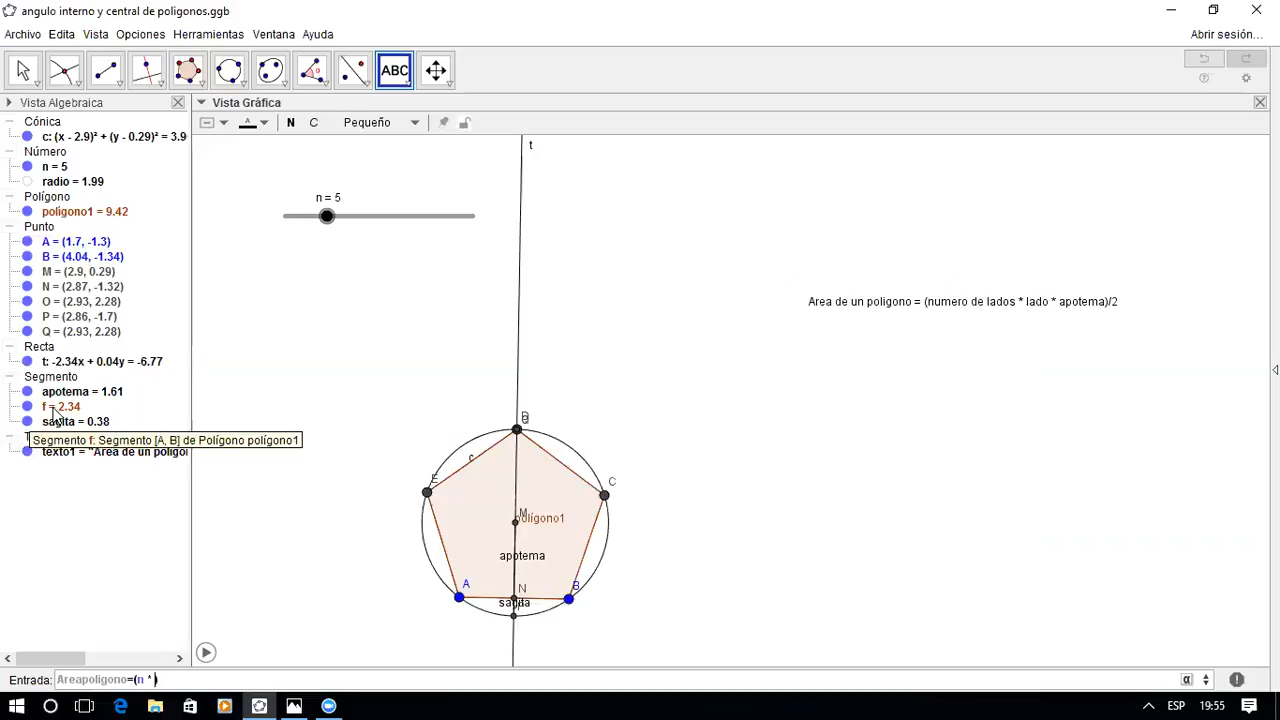 angulo interno y central de poligonos.ggb
Archivo Edita Vista Opciones Herramientas Ventana Ayuda Abrir sesión...
ABC
Vista Algebraica
Vista Gráfica
N C Pequeño
Cónica
c: (x - 2.9)² + (y - 0.29)² = 3.9
Número
n = 5
radio = 1.99
Polígono
polígono1 = 9.42
Punto
A = (1.7, -1.3)
B = (4.04, -1.34)
M = (2.9, 0.29)
N = (2.87, -1.32)
O = (2.93, 2.28)
P = (2.86, -1.7)
Q = (2.93, 2.28)
Recta
t: -2.34x + 0.04y = -6.77
Segmento
apotema = 1.61
f = 2.34
sagita = 0.38
Segmento f: Segmento [A, B] de Polígono polígono1
texto1 = "Area de un poligo
t
n = 5
Area de un poligono = (numero de lados * lado * apotema)/2
E
c
C
M
polígono1
apotema
A
N
B
sagita
Entrada: Areapoligono=(n * )
α
ESP 19:55